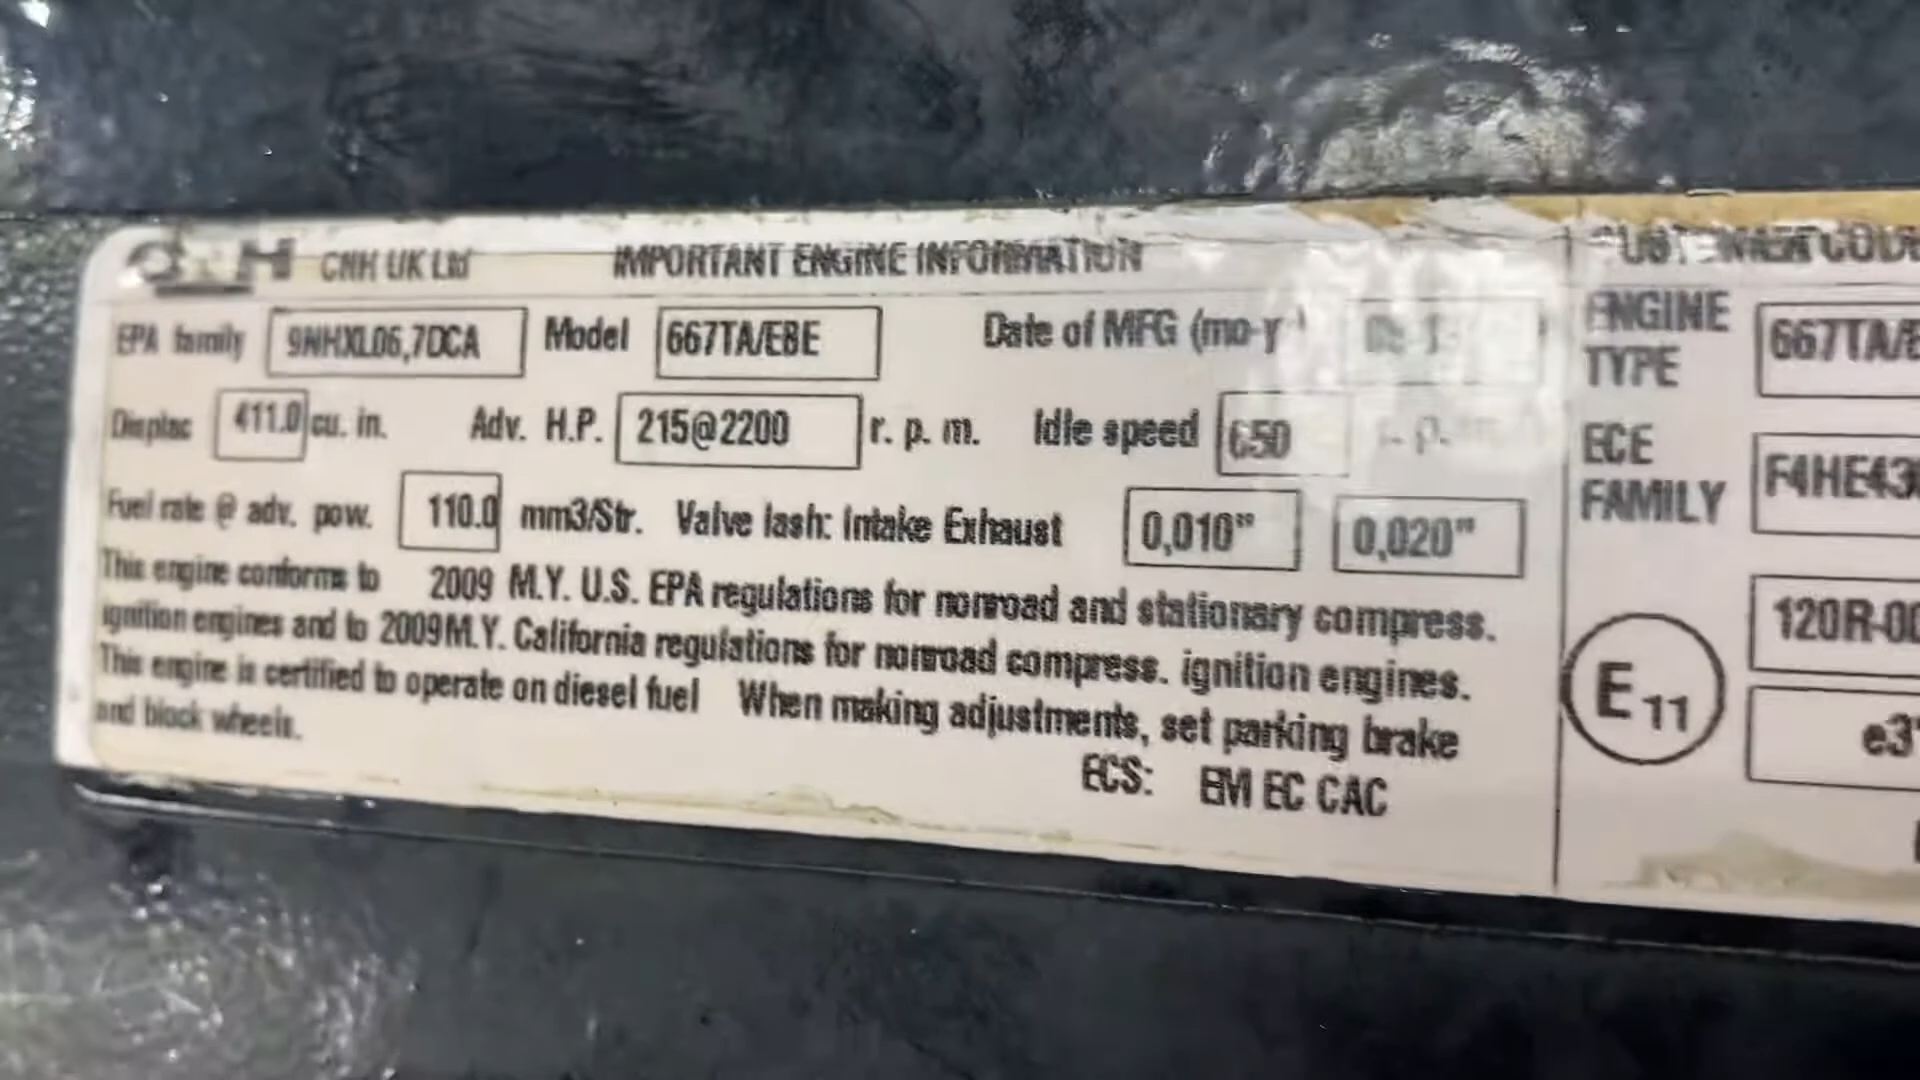 CNH CNH UK Ltd IMPORTANT ENGINE INFORMATION
EPA family 9NHXL06,7DCA Model 667TA/EBE Date of MFG
Displac 411.0 cu. in. Adv. H.P. 215@2200 r. p. m. Idle speed 650
Fuel rate @ adv. pow. 110.0 mm3/Str. Valve lash: Intake Exhaust 0,010" 0,020"
This engine conforms to 2009 M.Y. U.S. EPA regulations for nonroad and stationary compress.
ignition engines and to 2009 M.Y. California regulations for nonroad compress. ignition engines.
This engine is certified to operate on diesel fuel When making adjustments, set parking brake
and block wheels.
ECS: EM EC CAC
ENGINE TYPE 667TA/E
ECE FAMILY F4HE43
E11 120R-00
e3